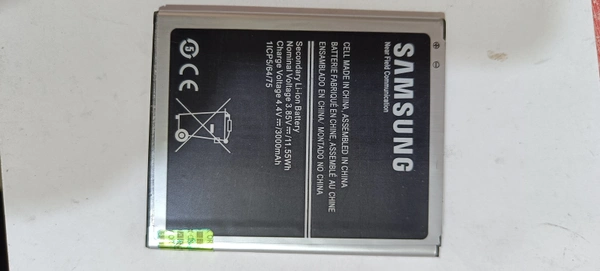 SAMSUNG
Near Field Communication
CELL MADE IN CHINA, ASSEMBLED IN CHINA
BATTERIE FABRIQUÉ EN CHINE, ASSEMBLÉ AU CHINE
ENSAMBLADO EN CHINA/ MONTADO NO CHINA
Secondary Li-ion Battery
Nominal Voltage 3.85V⎓/11.55Wh
Charge Voltage 4.4V⎓/3000mAh
1ICP5/64/75
5
CE